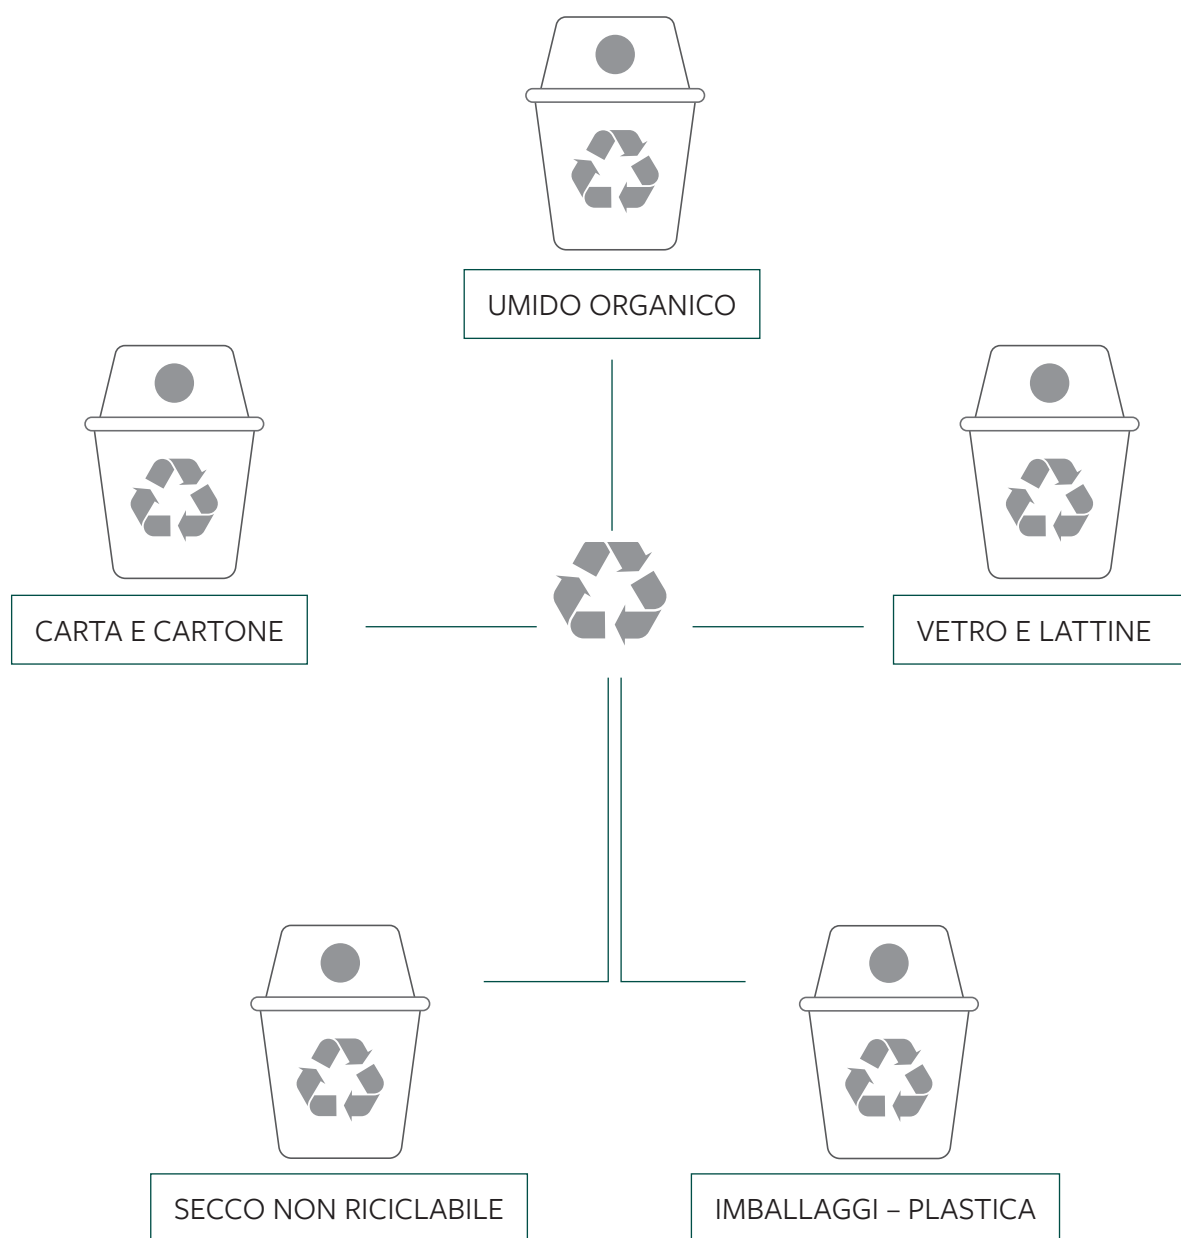 UMIDO ORGANICO
CARTA E CARTONE
VETRO E LATTINE
SECCO NON RICICLABILE
IMBALLAGGI – PLASTICA